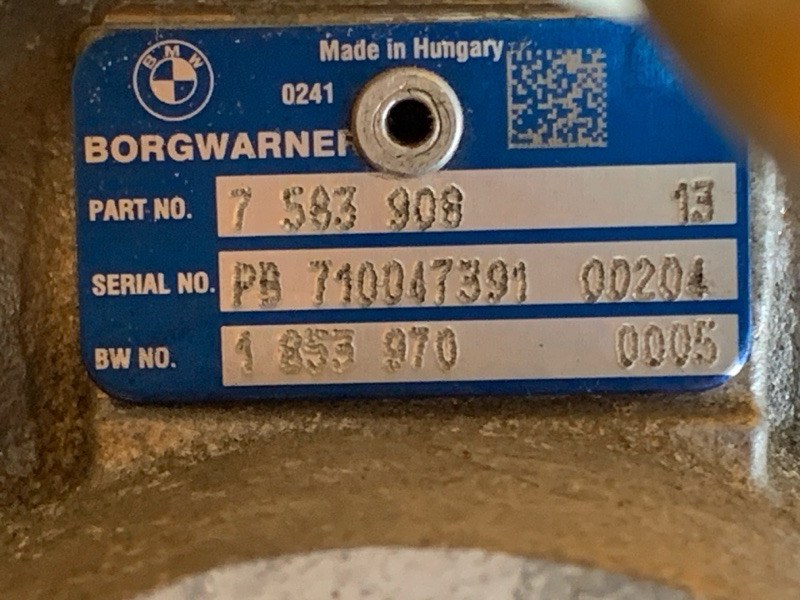 BMW
Made in Hungary
0241
BORGWARNER
PART NO. 7 583 908 13
SERIAL NO. PB 710047391 00204
BW NO. 1 853 970 0005